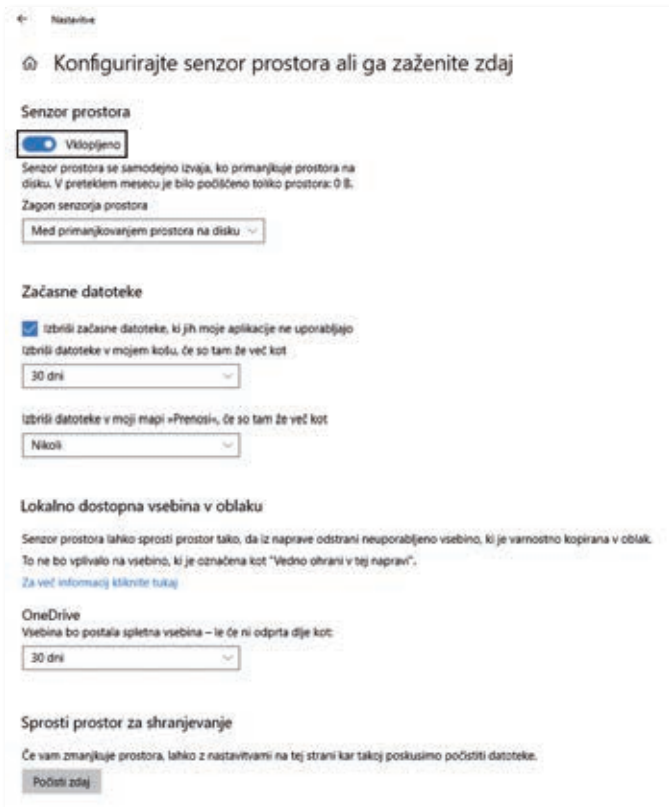 Nastavitve
Konfigurirajte senzor prostora ali ga zaženite zdaj
Senzor prostora
Vklopljeno
Senzor prostora se samodejno izvaja, ko primanjkuje prostora na
disku. V preteklem mesecu je bilo počiščeno toliko prostora: 0 B.
Zagon senzorja prostora
Med primanjkovanjem prostora na disku
Začasne datoteke
Izbriši začasne datoteke, ki jih moje aplikacije ne uporabljajo
Izbriši datoteke v mojem košu, če so tam že več kot
30 dni
Izbriši datoteke v moji mapi »Prenosi«, če so tam že več kot
Nikoli
Lokalno dostopna vsebina v oblaku
Senzor prostora lahko sprosti prostor tako, da iz naprave odstrani neuporabljeno vsebino, ki je varnostno kopirana v oblak.
To ne bo vplivalo na vsebino, ki je označena kot "Vedno ohrani v tej napravi".
Za več informacij kliknite tukaj
OneDrive
Vsebina bo postala spletna vsebina – le če ni odprta dlje kot:
30 dni
Sprosti prostor za shranjevanje
Če vam zmanjkuje prostora, lahko z nastavitvami na tej strani kar takoj poskusimo počistiti datoteke.
Počisti zdaj